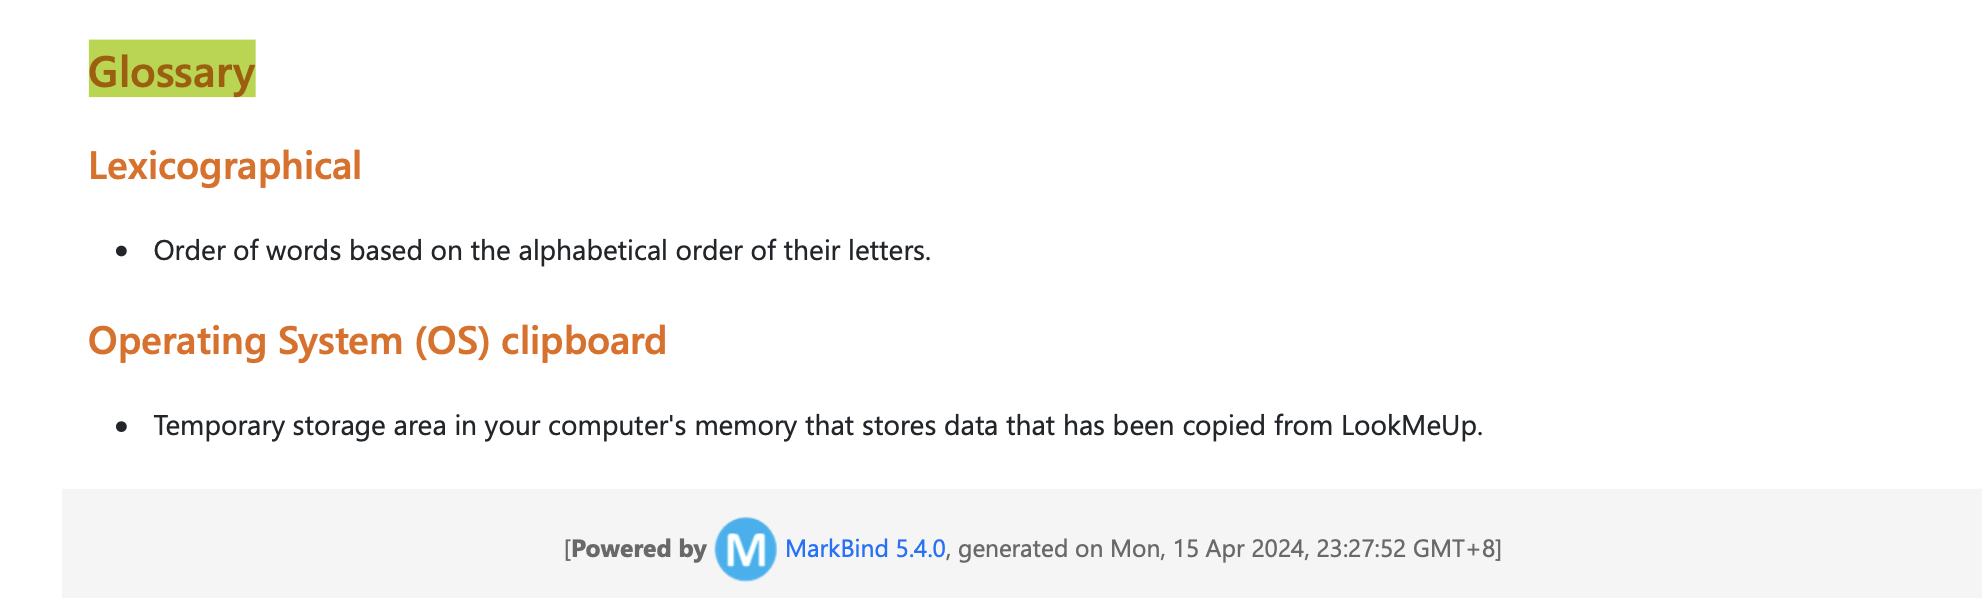 Glossary
Lexicographical
• Order of words based on the alphabetical order of their letters.
Operating System (OS) clipboard
• Temporary storage area in your computer's memory that stores data that has been copied from LookMeUp.
[Powered by M MarkBind 5.4.0, generated on Mon, 15 Apr 2024, 23:27:52 GMT+8]